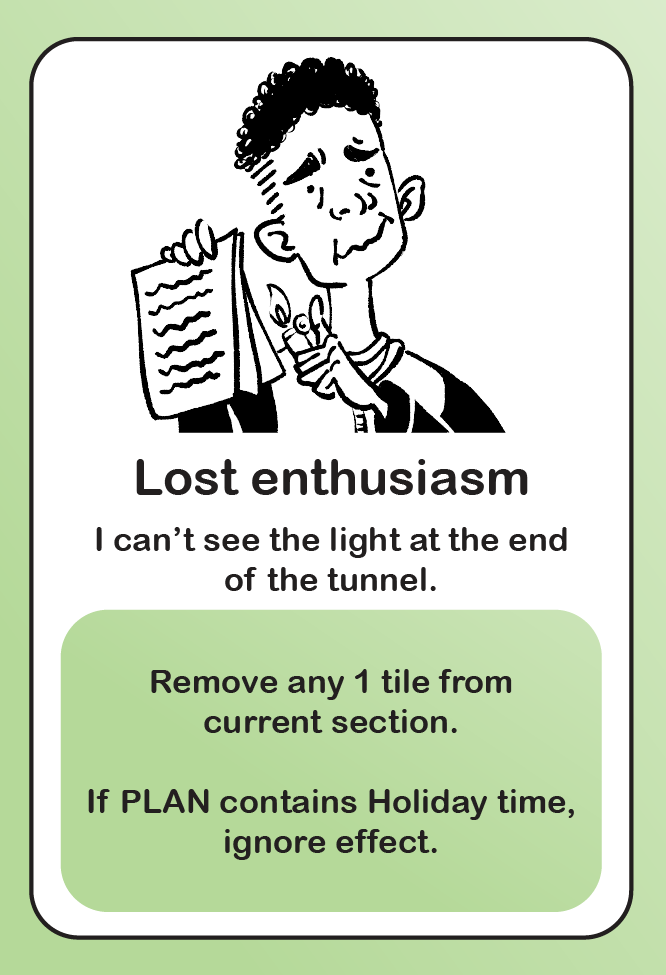 Lost enthusiasm
I can’t see the light at the end
of the tunnel.
Remove any 1 tile from
current section.
If PLAN contains Holiday time,
ignore effect.